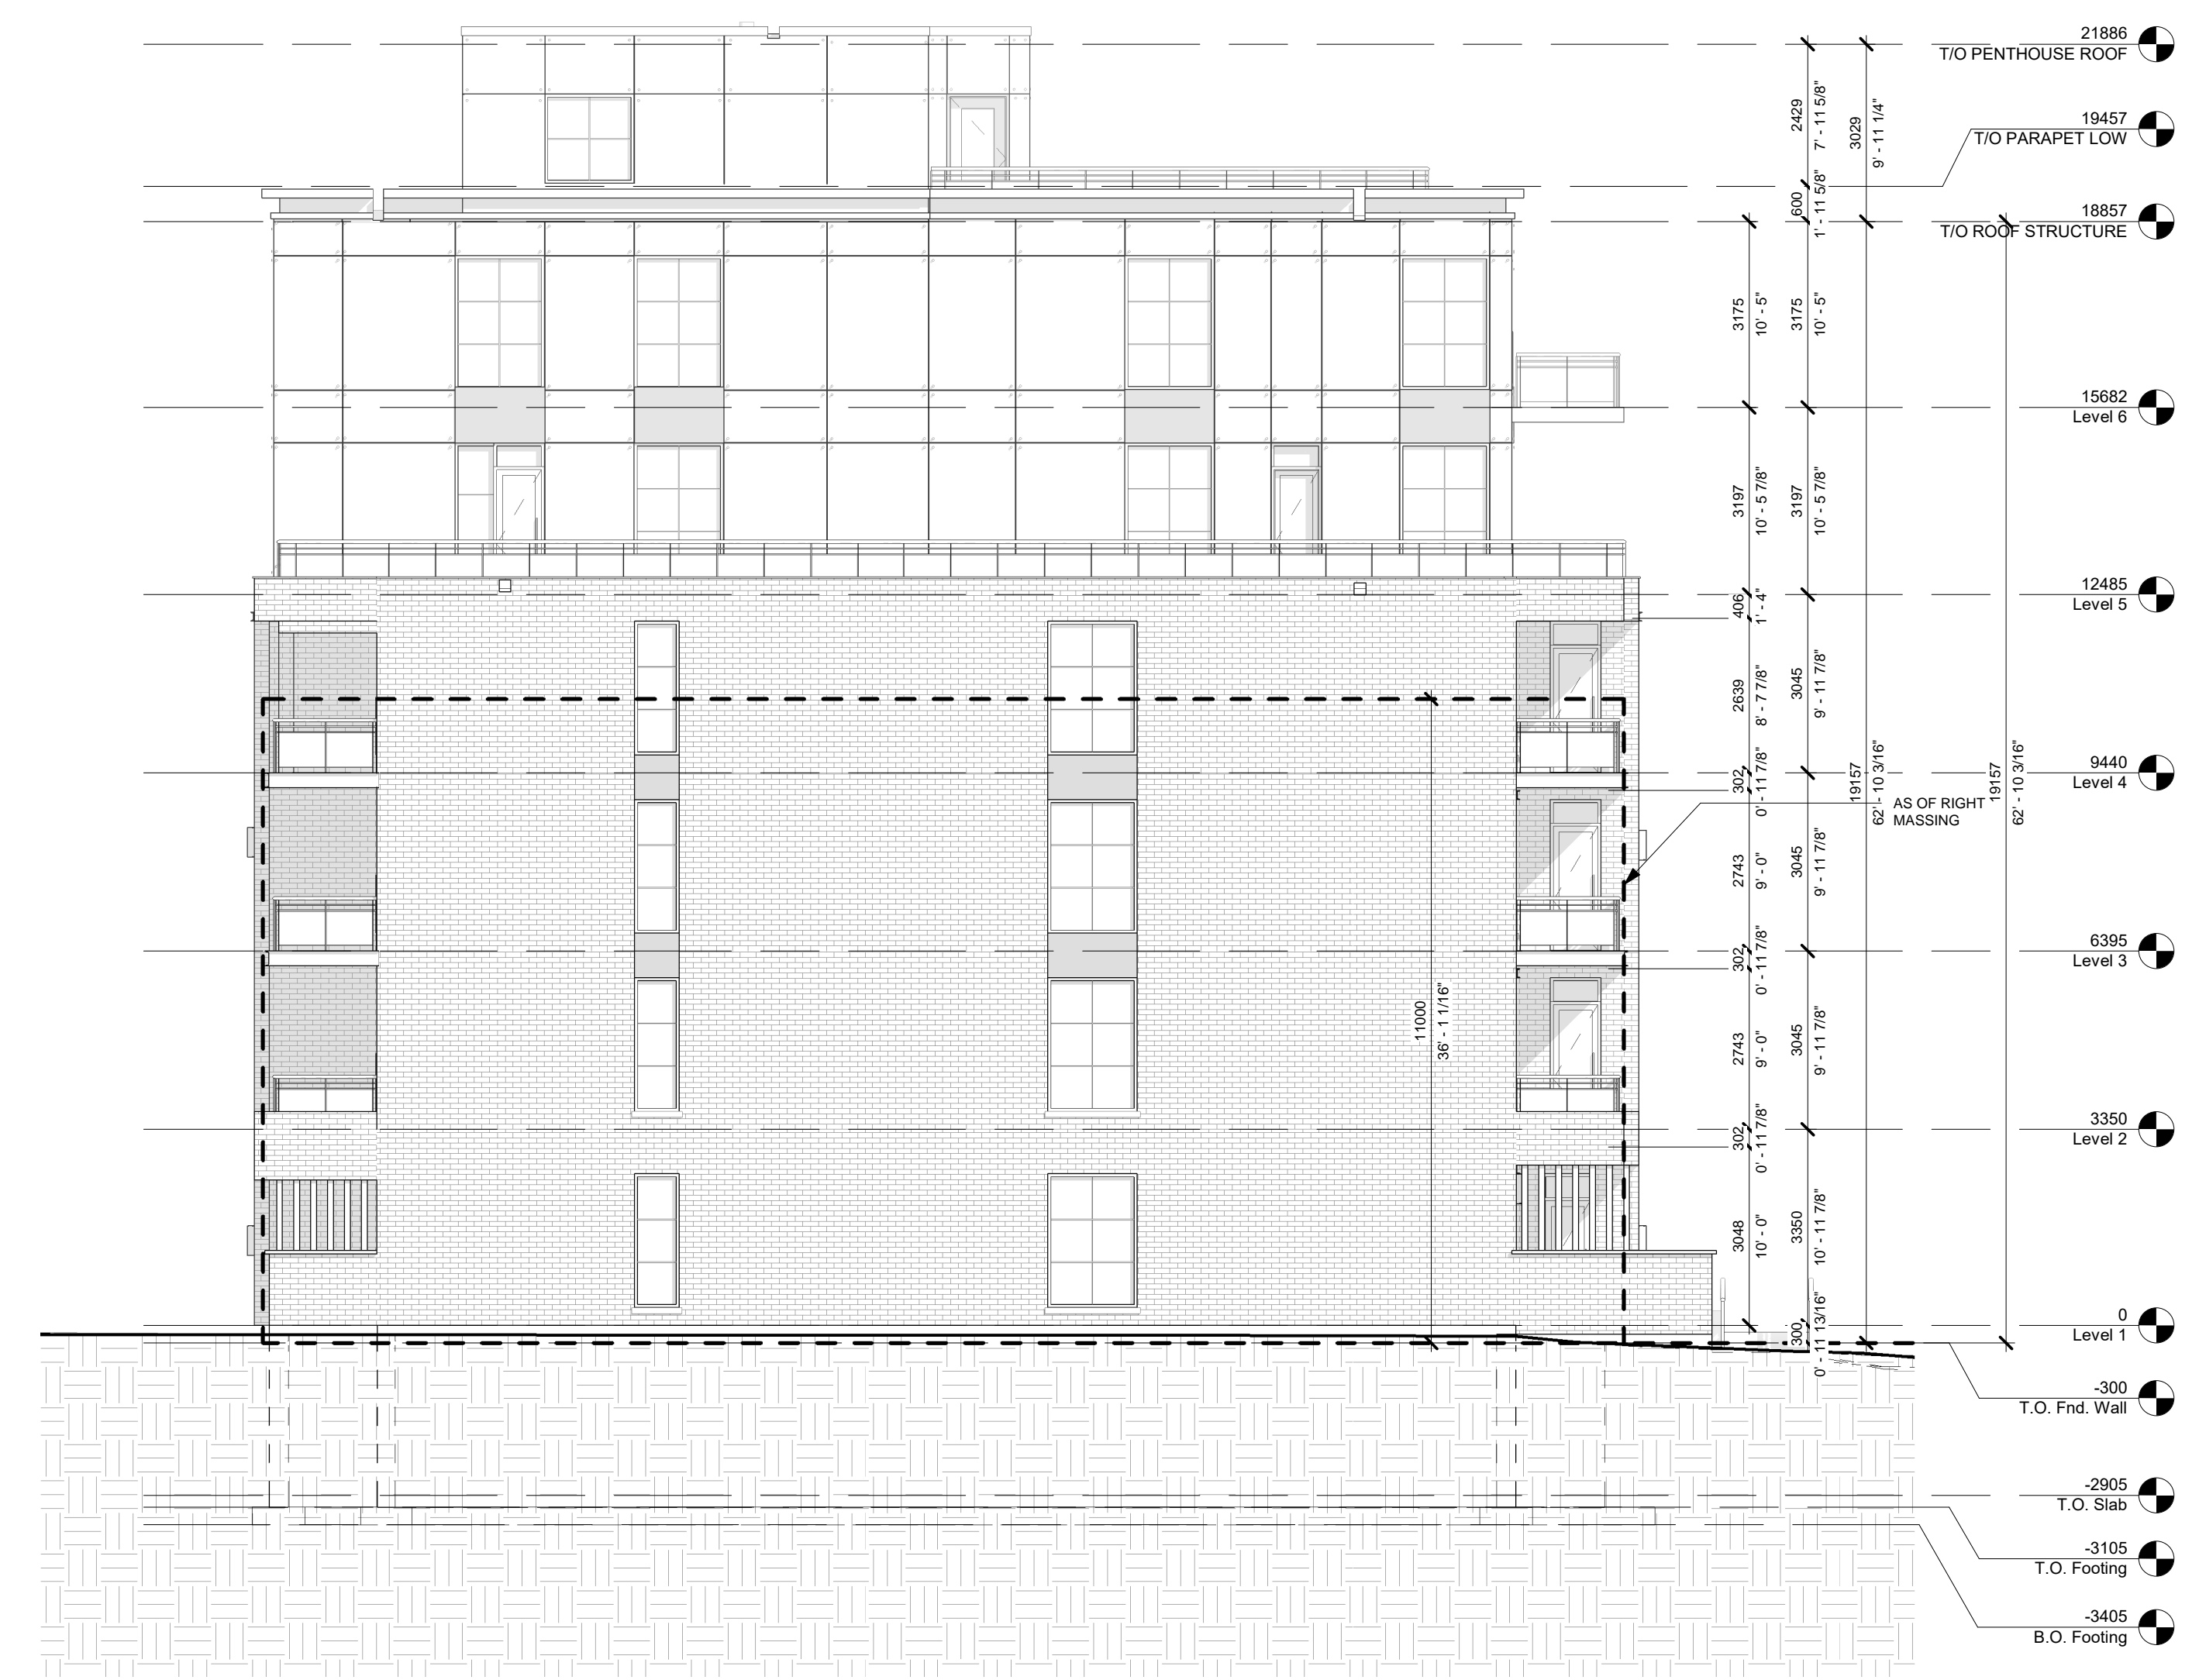 21886
T/O PENTHOUSE ROOF
19457
T/O PARAPET LOW
18857
T/O ROOF STRUCTURE
15682
Level 6
12485
Level 5
9440
Level 4
6395
Level 3
3350
Level 2
0
Level 1
-300
T.O. Fnd. Wall
-2905
T.O. Slab
-3105
T.O. Footing
-3405
B.O. Footing
AS OF RIGHT
MASSING
11000
36' - 1 1/16"
3175
10' - 5"
3197
10' - 5 7/8"
406
1' - 4"
2639
8' - 7 7/8"
302
0' - 11 7/8"
2743
9' - 0"
302
0' - 11 7/8"
2743
9' - 0"
302
0' - 11 7/8"
3048
10' - 0"
2429
7' - 11 5/8"
600
1' - 11 5/8"
3175
10' - 5"
3197
10' - 5 7/8"
3045
9' - 11 7/8"
3045
9' - 11 7/8"
3045
9' - 11 7/8"
3350
10' - 11 7/8"
300
0' - 11 13/16"
3029
9' - 11 1/4"
19157
62' - 10 3/16"
19157
62' - 10 3/16"